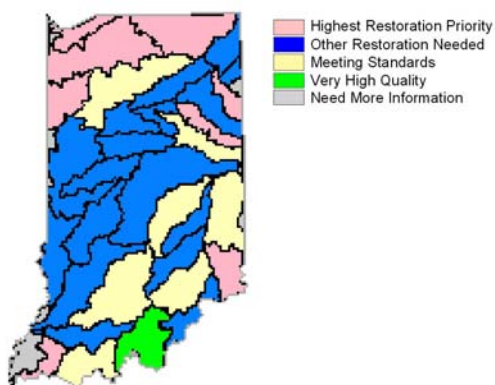 Highest Restoration Priority
Other Restoration Needed
Meeting Standards
Very High Quality
Need More Information